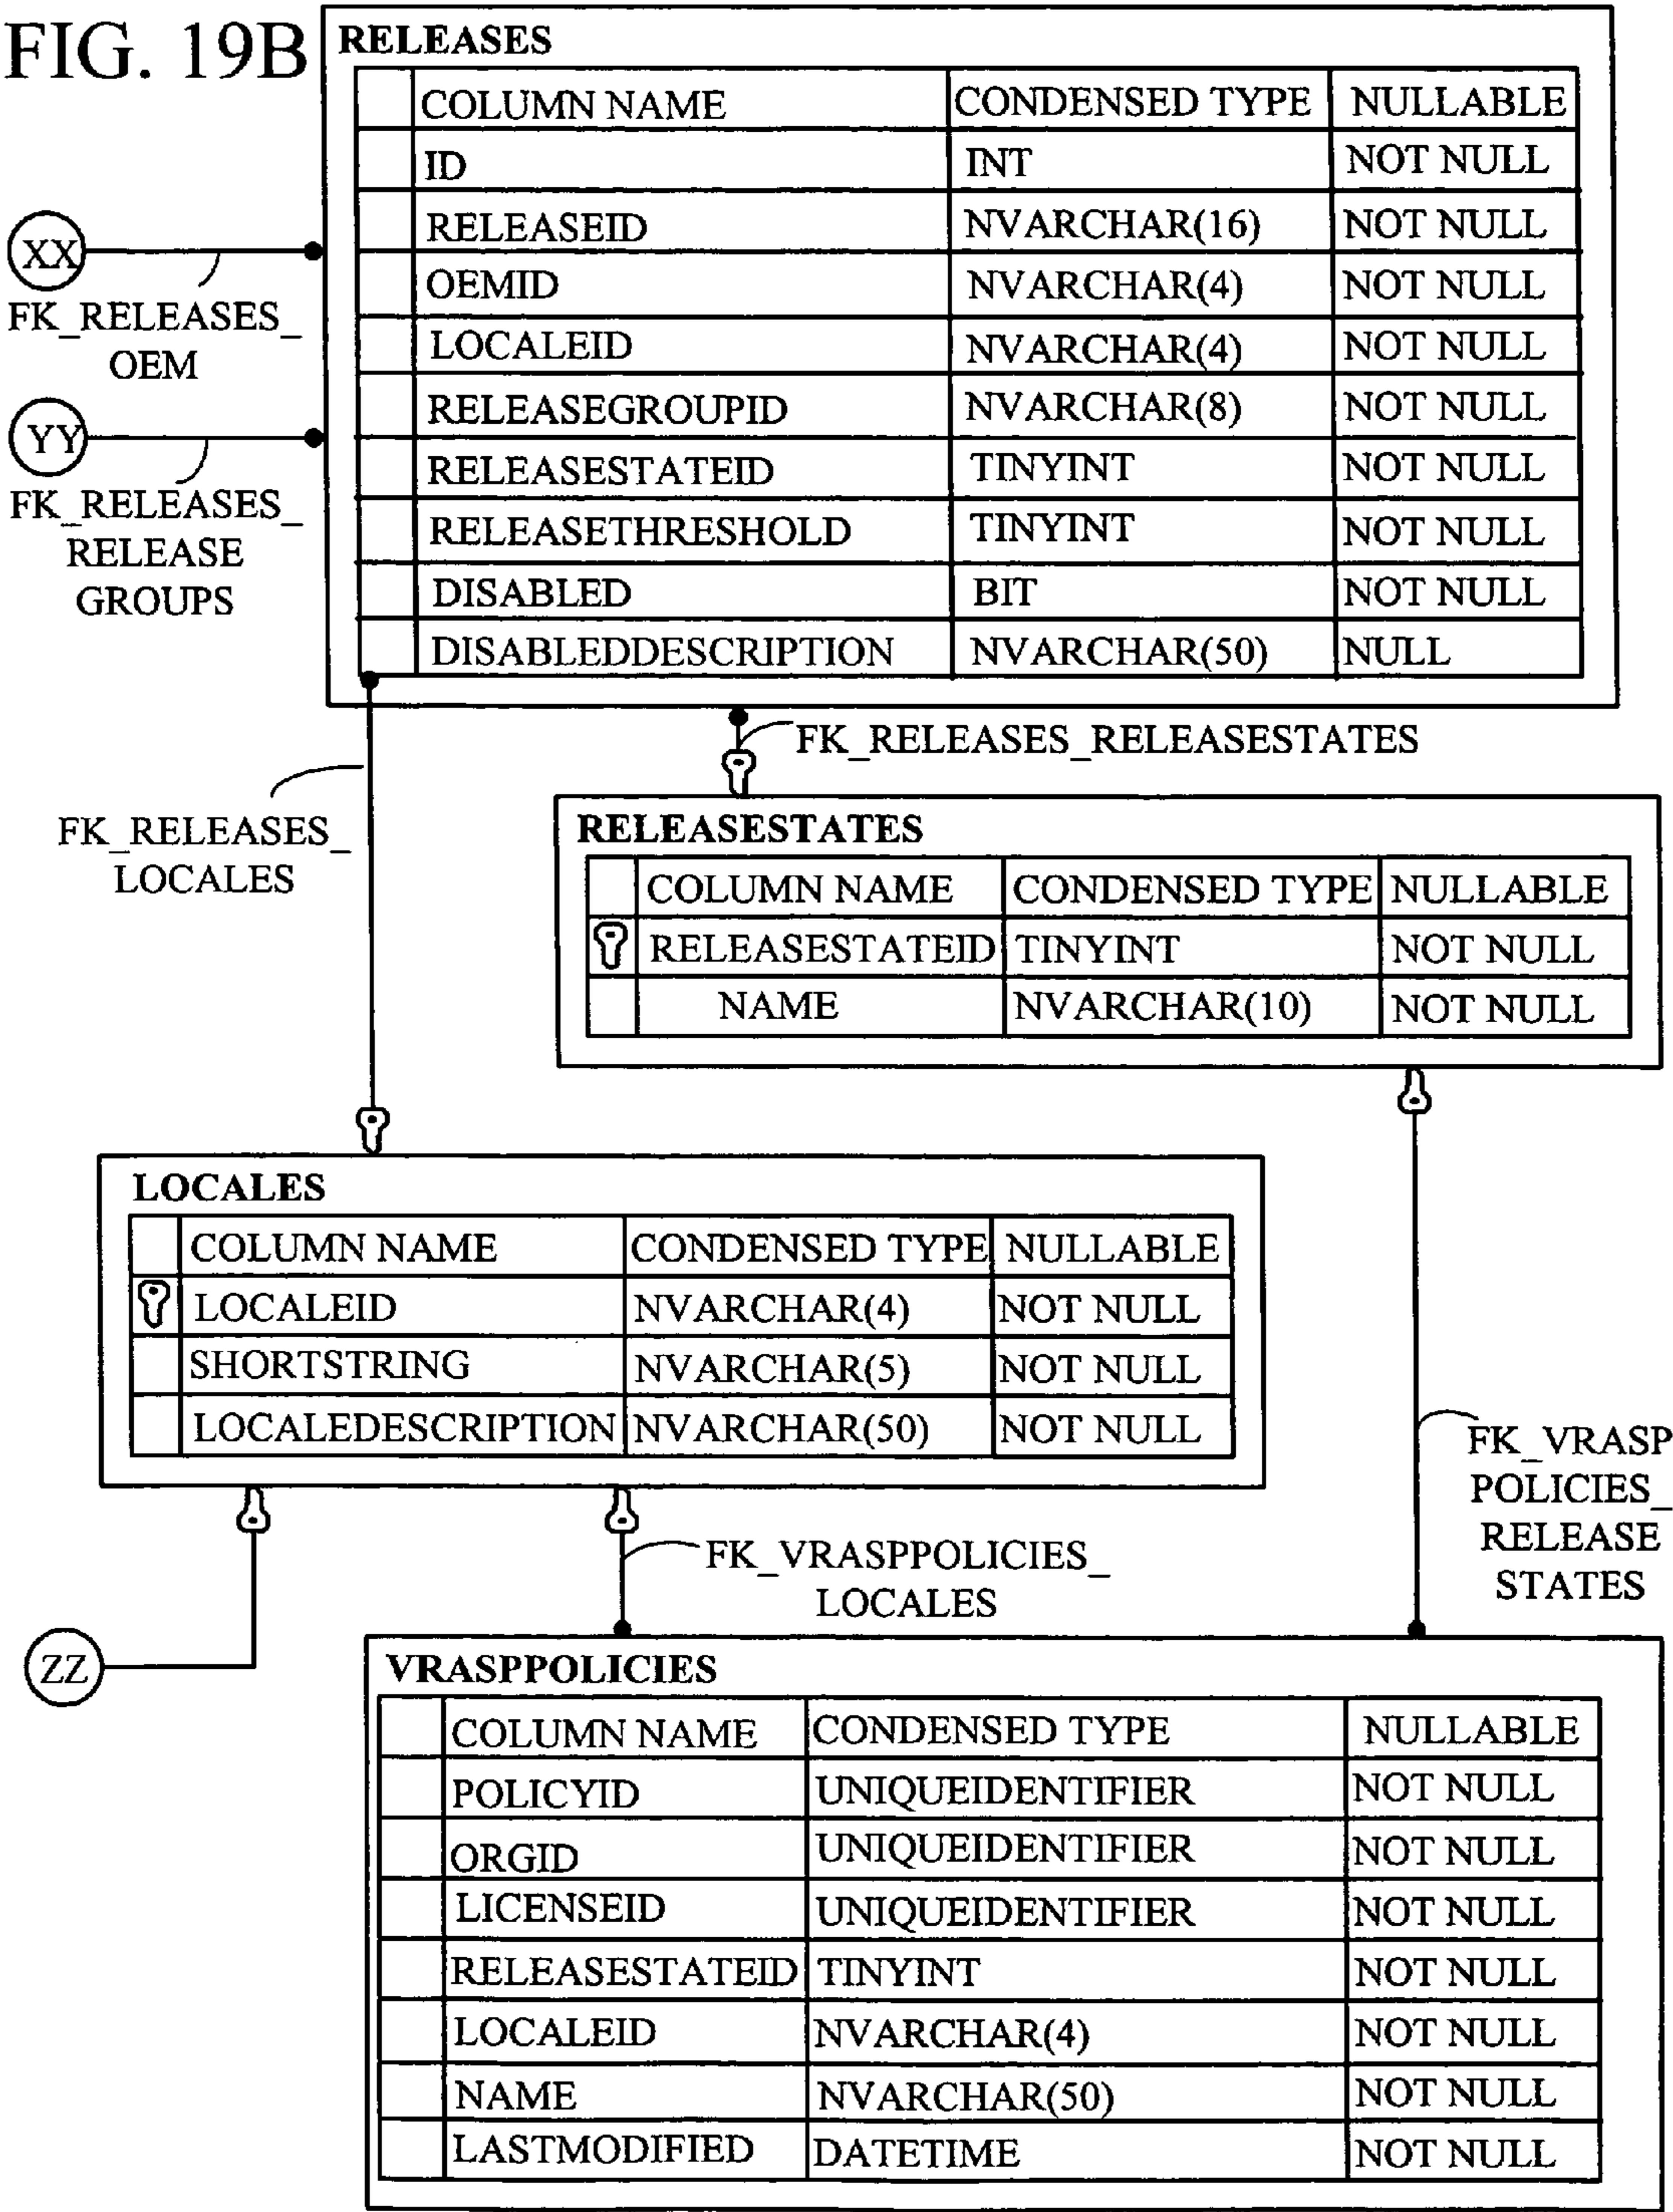 FIG. 19B
RELEASES
COLUMN NAME CONDENSED TYPE NULLABLE
ID INT NOT NULL
RELEASEID NVARCHAR(16) NOT NULL
OEMID NVARCHAR(4) NOT NULL
LOCALEID NVARCHAR(4) NOT NULL
RELEASEGROUPID NVARCHAR(8) NOT NULL
RELEASESTATEID TINYINT NOT NULL
RELEASETHRESHOLD TINYINT NOT NULL
DISABLED BIT NOT NULL
DISABLEDDESCRIPTION NVARCHAR(50) NULL
XX
FK_RELEASES_
OEM
YY
FK_RELEASES_
RELEASE
GROUPS
FK_RELEASES_RELEASESTATES
FK_RELEASES_
LOCALES
RELEASESTATES
COLUMN NAME CONDENSED TYPE NULLABLE
RELEASESTATEID TINYINT NOT NULL
NAME NVARCHAR(10) NOT NULL
LOCALES
COLUMN NAME CONDENSED TYPE NULLABLE
LOCALEID NVARCHAR(4) NOT NULL
SHORTSTRING NVARCHAR(5) NOT NULL
LOCALEDESCRIPTION NVARCHAR(50) NOT NULL
FK_VRASP
POLICIES_
RELEASE
STATES
FK_VRASPPOLICIES_
LOCALES
ZZ
VRASPPOLICIES
COLUMN NAME CONDENSED TYPE NULLABLE
POLICYID UNIQUEIDENTIFIER NOT NULL
ORGID UNIQUEIDENTIFIER NOT NULL
LICENSEID UNIQUEIDENTIFIER NOT NULL
RELEASESTATEID TINYINT NOT NULL
LOCALEID NVARCHAR(4) NOT NULL
NAME NVARCHAR(50) NOT NULL
LASTMODIFIED DATETIME NOT NULL